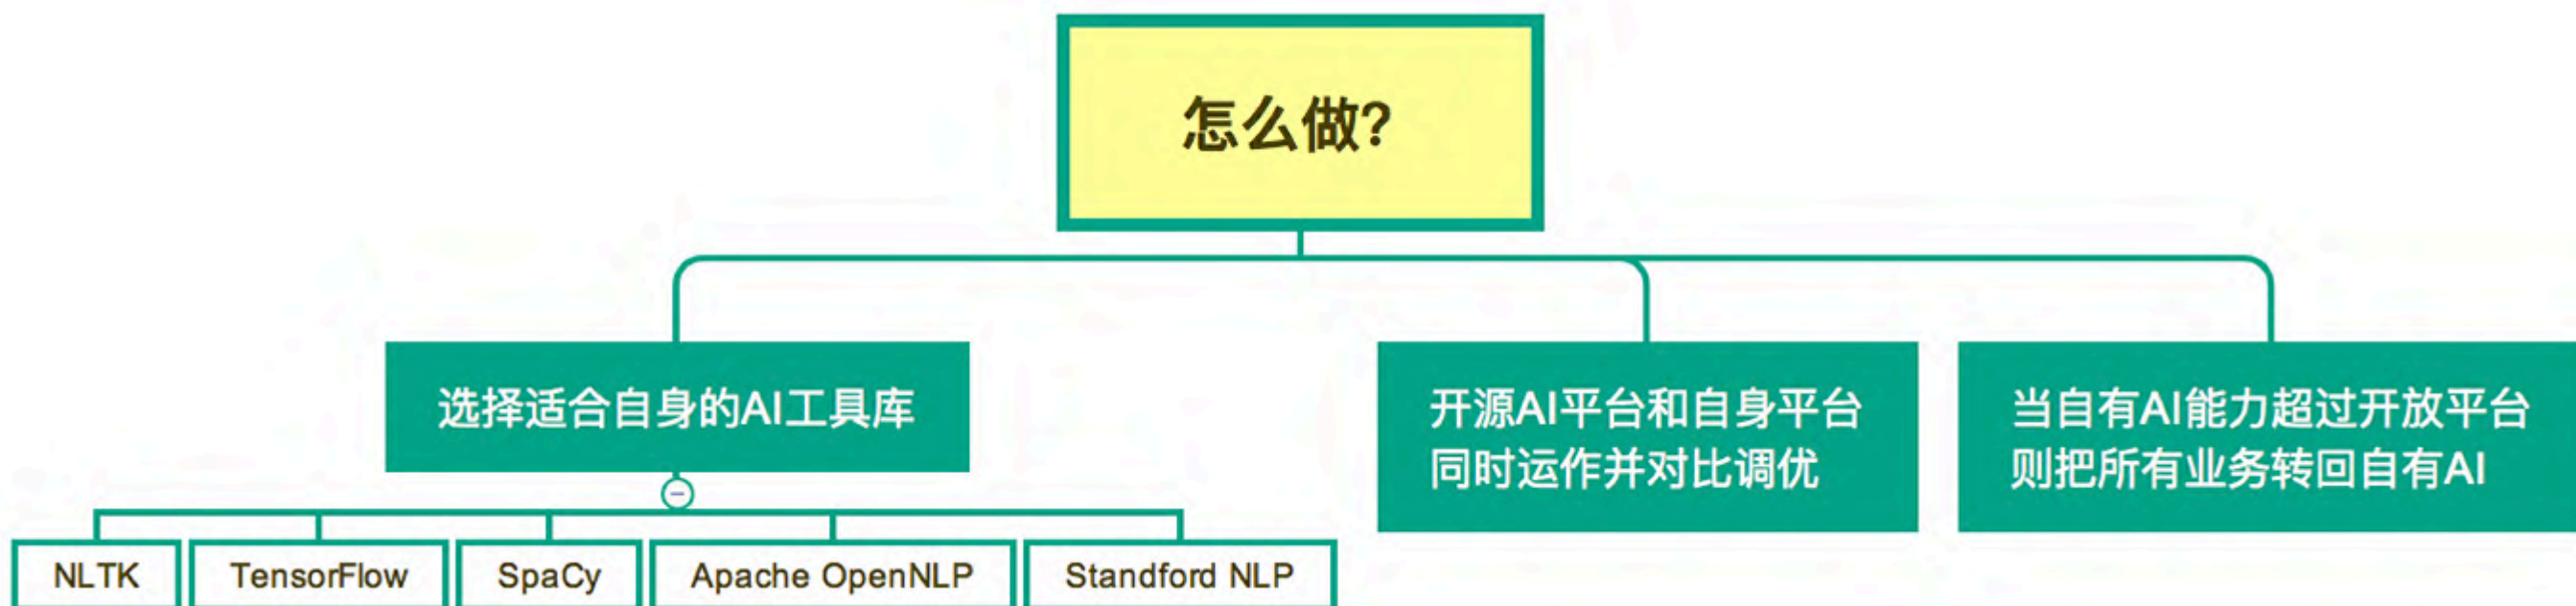 怎么做?
选择适合自身的AI工具库
开源AI平台和自身平台
同时运作并对比调优
当自有AI能力超过开放平台
则把所有业务转回自有AI
NLTK
TensorFlow
SpaCy
Apache OpenNLP
Standford NLP